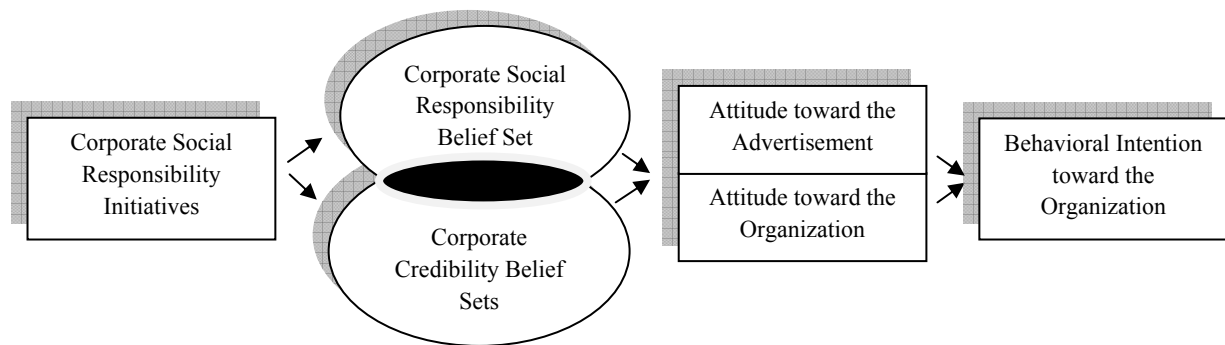 Corporate Social
Responsibility
Initiatives
Corporate Social
Responsibility
Belief Set
Corporate
Credibility Belief
Sets
Attitude toward the
Advertisement
Attitude toward the
Organization
Behavioral Intention
toward the
Organization